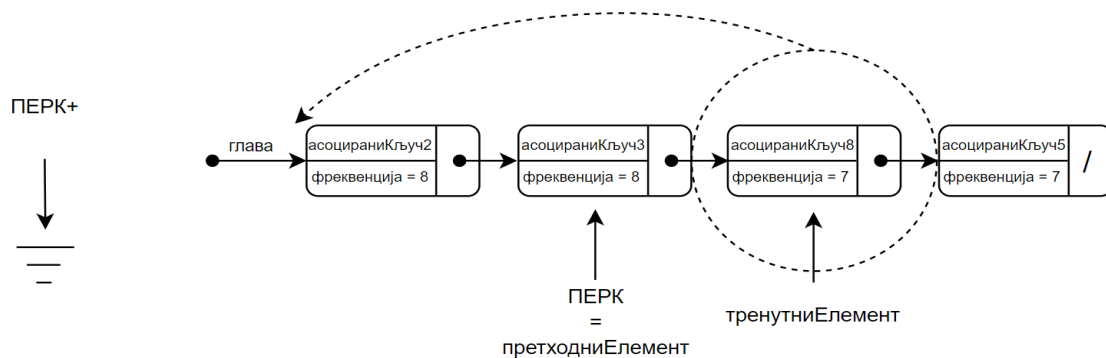 ПЕРК+
глава
асоцираниКључ2
фреквенција = 8
асоцираниКључ3
фреквенција = 8
асоцираниКључ8
фреквенција = 7
асоцираниКључ5
фреквенција = 7
/
ПЕРК
=
претходниЕлемент
тренутниЕлемент